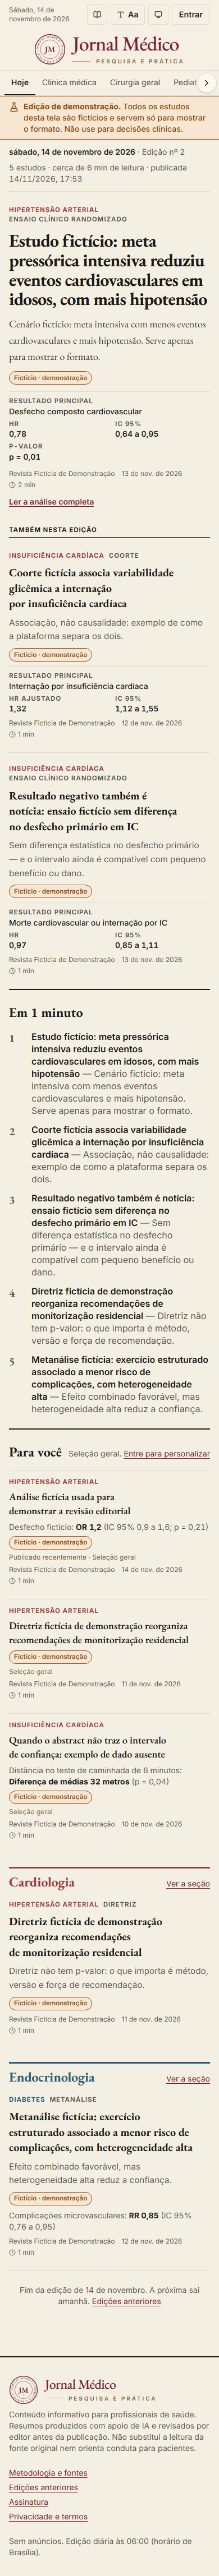 Sábado, 14 de
novembro de 2026
Aa
Entrar
JM
Jornal Médico
PESQUISA E PRÁTICA
Hoje
Clínica médica
Cirurgia geral
Pediat
Edição de demonstração. Todos os estudos
desta tela são fictícios e servem só para mostrar
o formato. Não use para decisões clínicas.
sábado, 14 de novembro de 2026 · Edição nº 2
5 estudos · cerca de 6 min de leitura · publicada
14/11/2026, 17:53
HIPERTENSÃO ARTERIAL
ENSAIO CLÍNICO RANDOMIZADO
Estudo fictício: meta
pressórica intensiva reduziu
eventos cardiovasculares em
idosos, com mais hipotensão
Cenário fictício: meta intensiva com menos eventos
cardiovasculares e mais hipotensão. Serve apenas
para mostrar o formato.
Fictício · demonstração
RESULTADO PRINCIPAL
Desfecho composto cardiovascular
HR
IC 95%
0,78
0,64 a 0,95
P-VALOR
p = 0,01
Revista Fictícia de Demonstração 13 de nov. de 2026
2 min
Ler a análise completa
TAMBÉM NESTA EDIÇÃO
INSUFICIÊNCIA CARDÍACA COORTE
Coorte fictícia associa variabilidade
glicêmica a internação
por insuficiência cardíaca
Associação, não causalidade: exemplo de como
a plataforma separa os dois.
Fictício · demonstração
RESULTADO PRINCIPAL
Internação por insuficiência cardíaca
HR AJUSTADO
IC 95%
1,32
1,12 a 1,55
Revista Fictícia de Demonstração 12 de nov. de 2026
1 min
INSUFICIÊNCIA CARDÍACA
ENSAIO CLÍNICO RANDOMIZADO
Resultado negativo também é
notícia: ensaio fictício sem diferença
no desfecho primário em IC
Sem diferença estatística no desfecho primário
— e o intervalo ainda é compatível com pequeno
benefício ou dano.
Fictício · demonstração
RESULTADO PRINCIPAL
Morte cardiovascular ou internação por IC
HR
IC 95%
0,97
0,85 a 1,11
Revista Fictícia de Demonstração 13 de nov. de 2026
1 min
Em 1 minuto
1
Estudo fictício: meta pressórica
intensiva reduziu eventos
cardiovasculares em idosos, com mais
hipotensão — Cenário fictício: meta
intensiva com menos eventos
cardiovasculares e mais hipotensão.
Serve apenas para mostrar o formato.
2
Coorte fictícia associa variabilidade
glicêmica a internação por insuficiência
cardíaca — Associação, não causalidade:
exemplo de como a plataforma separa os
dois.
3
Resultado negativo também é notícia:
ensaio fictício sem diferença no
desfecho primário em IC — Sem
diferença estatística no desfecho
primário — e o intervalo ainda é
compatível com pequeno benefício ou
dano.
4
Diretriz fictícia de demonstração
reorganiza recomendações de
monitorização residencial — Diretriz não
tem p-valor: o que importa é método,
versão e força de recomendação.
5
Metanálise fictícia: exercício estruturado
associado a menor risco de
complicações, com heterogeneidade
alta — Efeito combinado favorável, mas
heterogeneidade alta reduz a confiança.
Para você
Seleção geral. Entre para personalizar
HIPERTENSÃO ARTERIAL
Análise fictícia usada para
demonstrar a revisão editorial
Desfecho fictício: OR 1,2 (IC 95% 0,9 a 1,6; p = 0,21)
Fictício · demonstração
Publicado recentemente · Seleção geral
Revista Fictícia de Demonstração 14 de nov. de 2026
1 min
HIPERTENSÃO ARTERIAL
Diretriz fictícia de demonstração reorganiza
recomendações de monitorização residencial
Fictício · demonstração
Seleção geral
Revista Fictícia de Demonstração 11 de nov. de 2026
1 min
INSUFICIÊNCIA CARDÍACA
Quando o abstract não traz o intervalo
de confiança: exemplo de dado ausente
Distância no teste de caminhada de 6 minutos:
Diferença de médias 32 metros (p = 0,04)
Fictício · demonstração
Seleção geral
Revista Fictícia de Demonstração 10 de nov. de 2026
1 min
Cardiologia
Ver a seção
HIPERTENSÃO ARTERIAL DIRETRIZ
Diretriz fictícia de demonstração
reorganiza recomendações
de monitorização residencial
Diretriz não tem p-valor: o que importa é método,
versão e força de recomendação.
Fictício · demonstração
Revista Fictícia de Demonstração 11 de nov. de 2026
1 min
Endocrinologia
Ver a seção
DIABETES METANÁLISE
Metanálise fictícia: exercício
estruturado associado a menor risco de
complicações, com heterogeneidade alta
Efeito combinado favorável, mas
heterogeneidade alta reduz a confiança.
Fictício · demonstração
Complicações microvasculares: RR 0,85 (IC 95%
0,76 a 0,95)
Revista Fictícia de Demonstração 12 de nov. de 2026
1 min
Fim da edição de 14 de novembro. A próxima sai
amanhã. Edições anteriores
JM
Jornal Médico
PESQUISA E PRÁTICA
Conteúdo informativo para profissionais de saúde.
Resumos produzidos com apoio de IA e revisados por
editor antes da publicação. Não substitui a leitura da
fonte original nem orienta conduta para pacientes.
Metodologia e fontes
Edições anteriores
Assinatura
Privacidade e termos
Sem anúncios. Edição diária às 06:00 (horário de
Brasília).